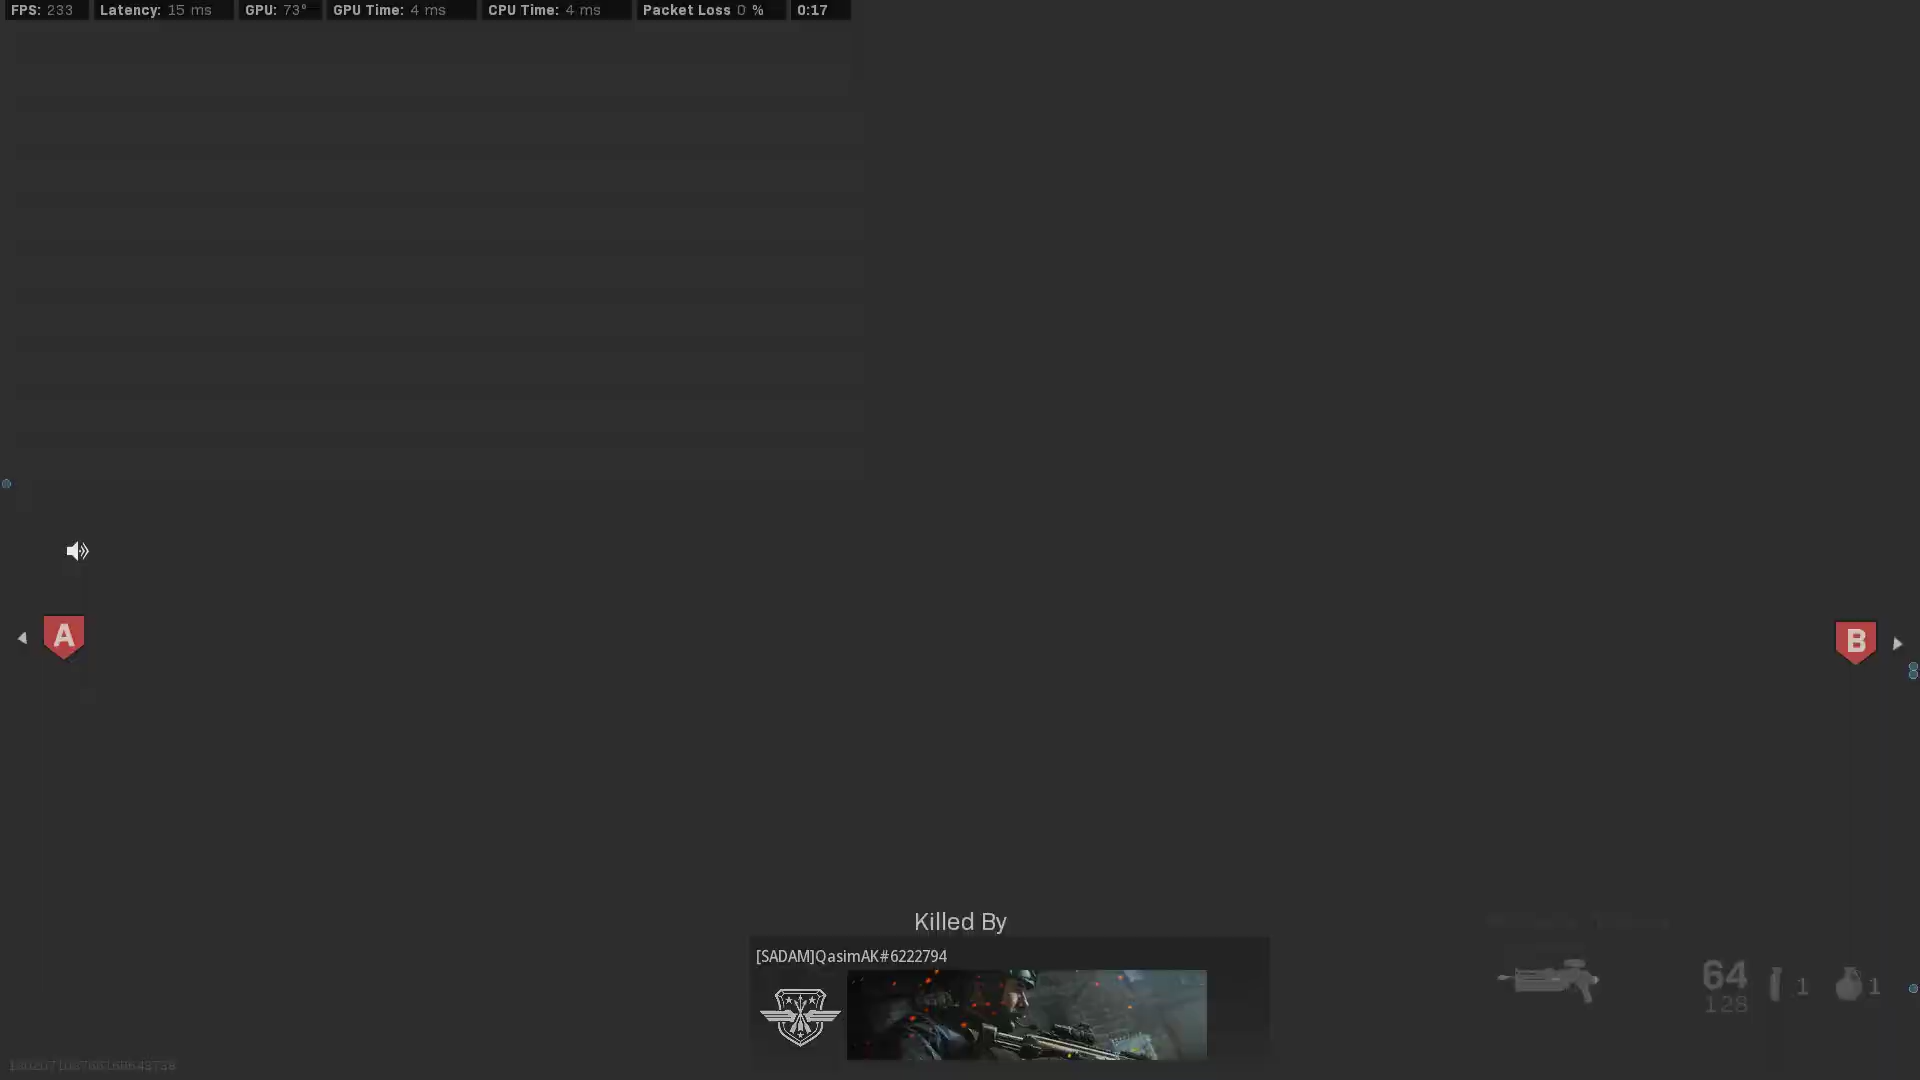 FPS: 233 Latency: 15 ms GPU: 73° GPU Time: 4 ms CPU Time: 4 ms Packet Loss 0 % 0:17
A
B
Killed By
[SADAM]QasimAK#6222794
64
128
1
1